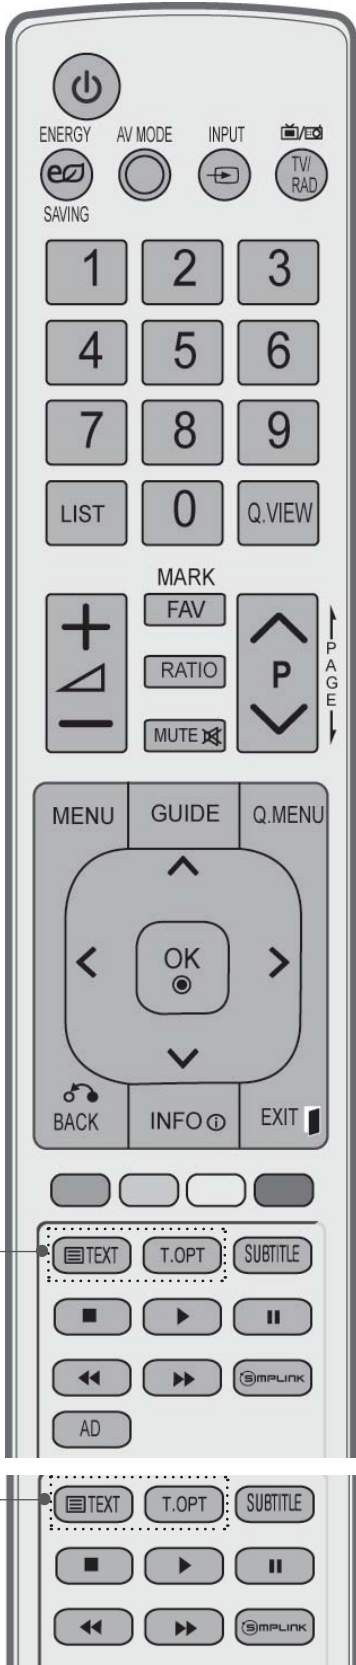 ENERGY AV MODE INPUT
TV/
RAD
SAVING
1 2 3
4 5 6
7 8 9
LIST 0 Q.VIEW
MARK
FAV
RATIO P
MUTE
PAGE
MENU GUIDE Q.MENU
OK
BACK INFO EXIT
TEXT T.OPT SUBTITLE
SIMPLINK
AD
TEXT T.OPT SUBTITLE
SIMPLINK